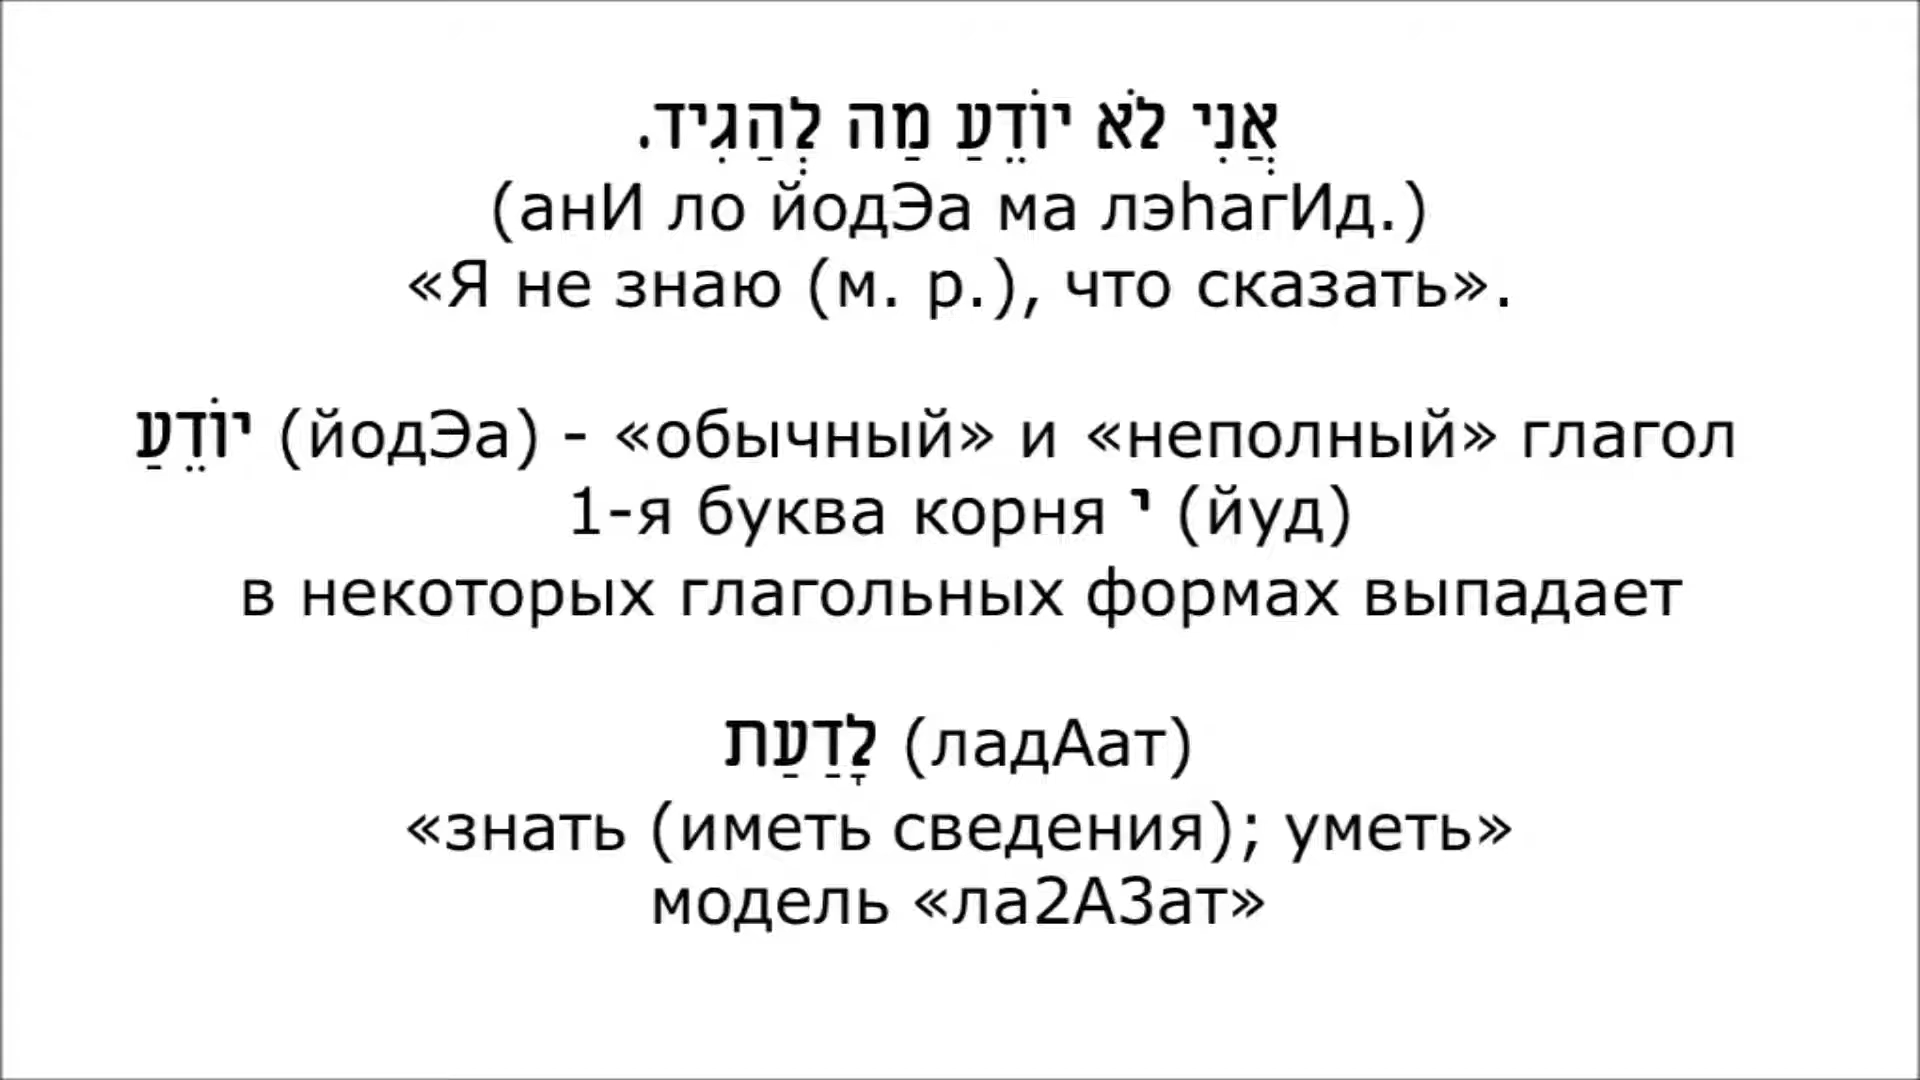 אֲנִי לֹא יוֹדֵעַ מַה לְהַגִיד.
(анИ ло йодЭа ма лэhагИд.)
«Я не знаю (м. р.), что сказать».
יוֹדֵעַ (йодЭа) - «обычный» и «неполный» глагол
1-я буква корня י (йуд)
в некоторых глагольных формах выпадает
לָדַעַת (ладАат)
«знать (иметь сведения); уметь»
модель «ла2А3ат»